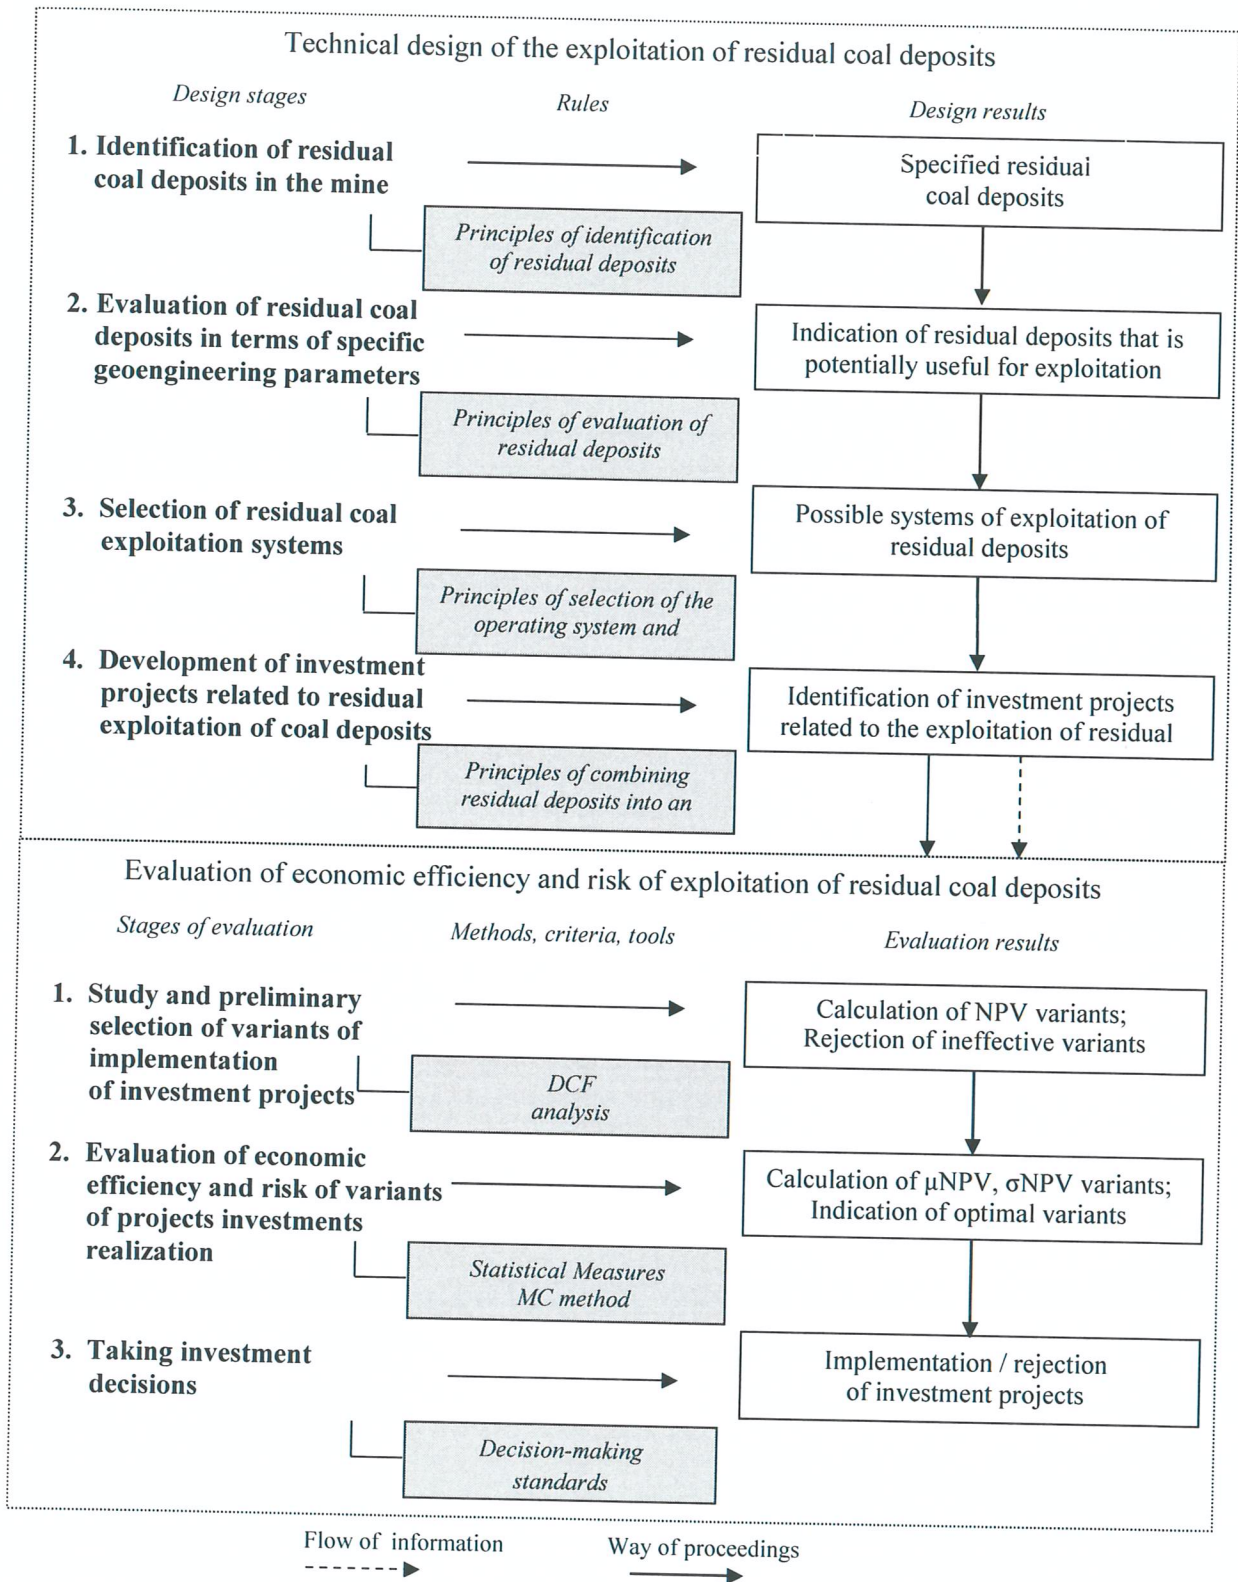 Technical design of the exploitation of residual coal deposits
Design stages
Rules
Design results
1. Identification of residual
coal deposits in the mine
Specified residual
coal deposits
Principles of identification
of residual deposits
2. Evaluation of residual coal
deposits in terms of specific
geoengineering parameters
Indication of residual deposits that is
potentially useful for exploitation
Principles of evaluation of
residual deposits
3. Selection of residual coal
exploitation systems
Possible systems of exploitation of
residual deposits
Principles of selection of the
operating system and
4. Development of investment
projects related to residual
exploitation of coal deposits
Identification of investment projects
related to the exploitation of residual
Principles of combining
residual deposits into an
Evaluation of economic efficiency and risk of exploitation of residual coal deposits
Stages of evaluation
Methods, criteria, tools
Evaluation results
1. Study and preliminary
selection of variants of
implementation
of investment projects
Calculation of NPV variants;
Rejection of ineffective variants
DCF
analysis
2. Evaluation of economic
efficiency and risk of variants
of projects investments
realization
Calculation of μNPV, σNPV variants;
Indication of optimal variants
Statistical Measures
MC method
3. Taking investment
decisions
Implementation / rejection
of investment projects
Decision-making
standards
Flow of information
Way of proceedings